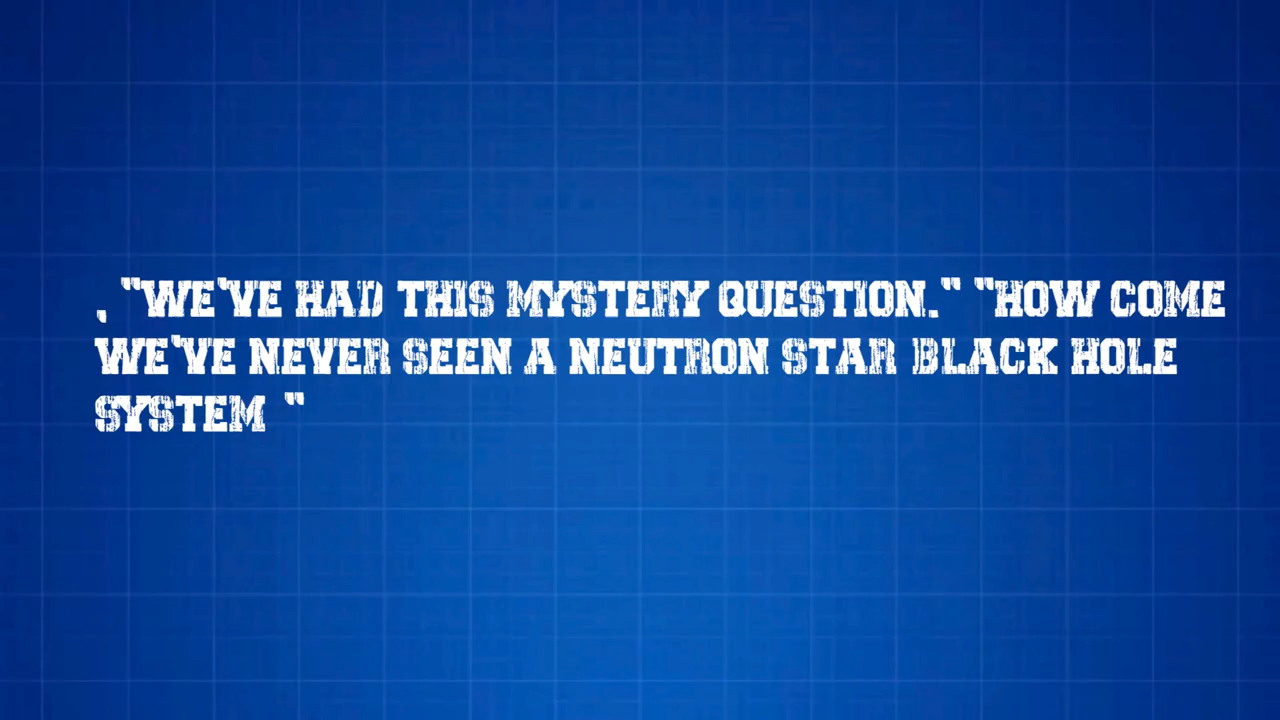 , "WE'VE HAD THIS MYSTERY QUESTION." "HOW COME
WE'VE NEVER SEEN A NEUTRON STAR BLACK HOLE
SYSTEM "